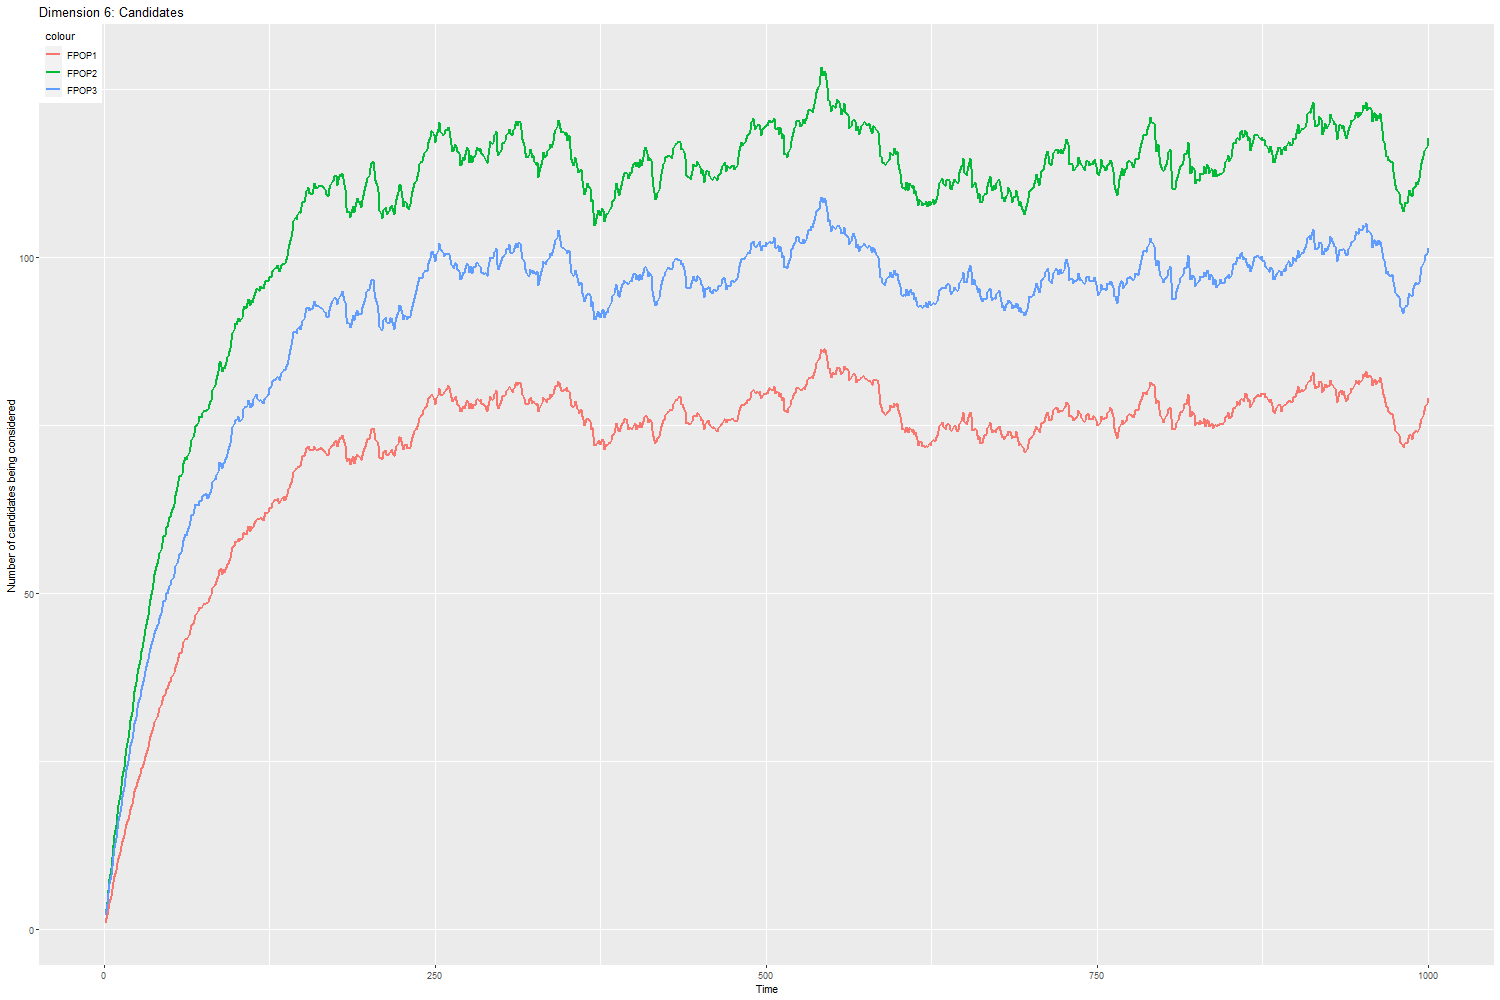 Dimension 6: Candidates
colour
FPOP1
FPOP2
FPOP3
Number of candidates being considered
100
50
0
0
250
500
750
1000
Time